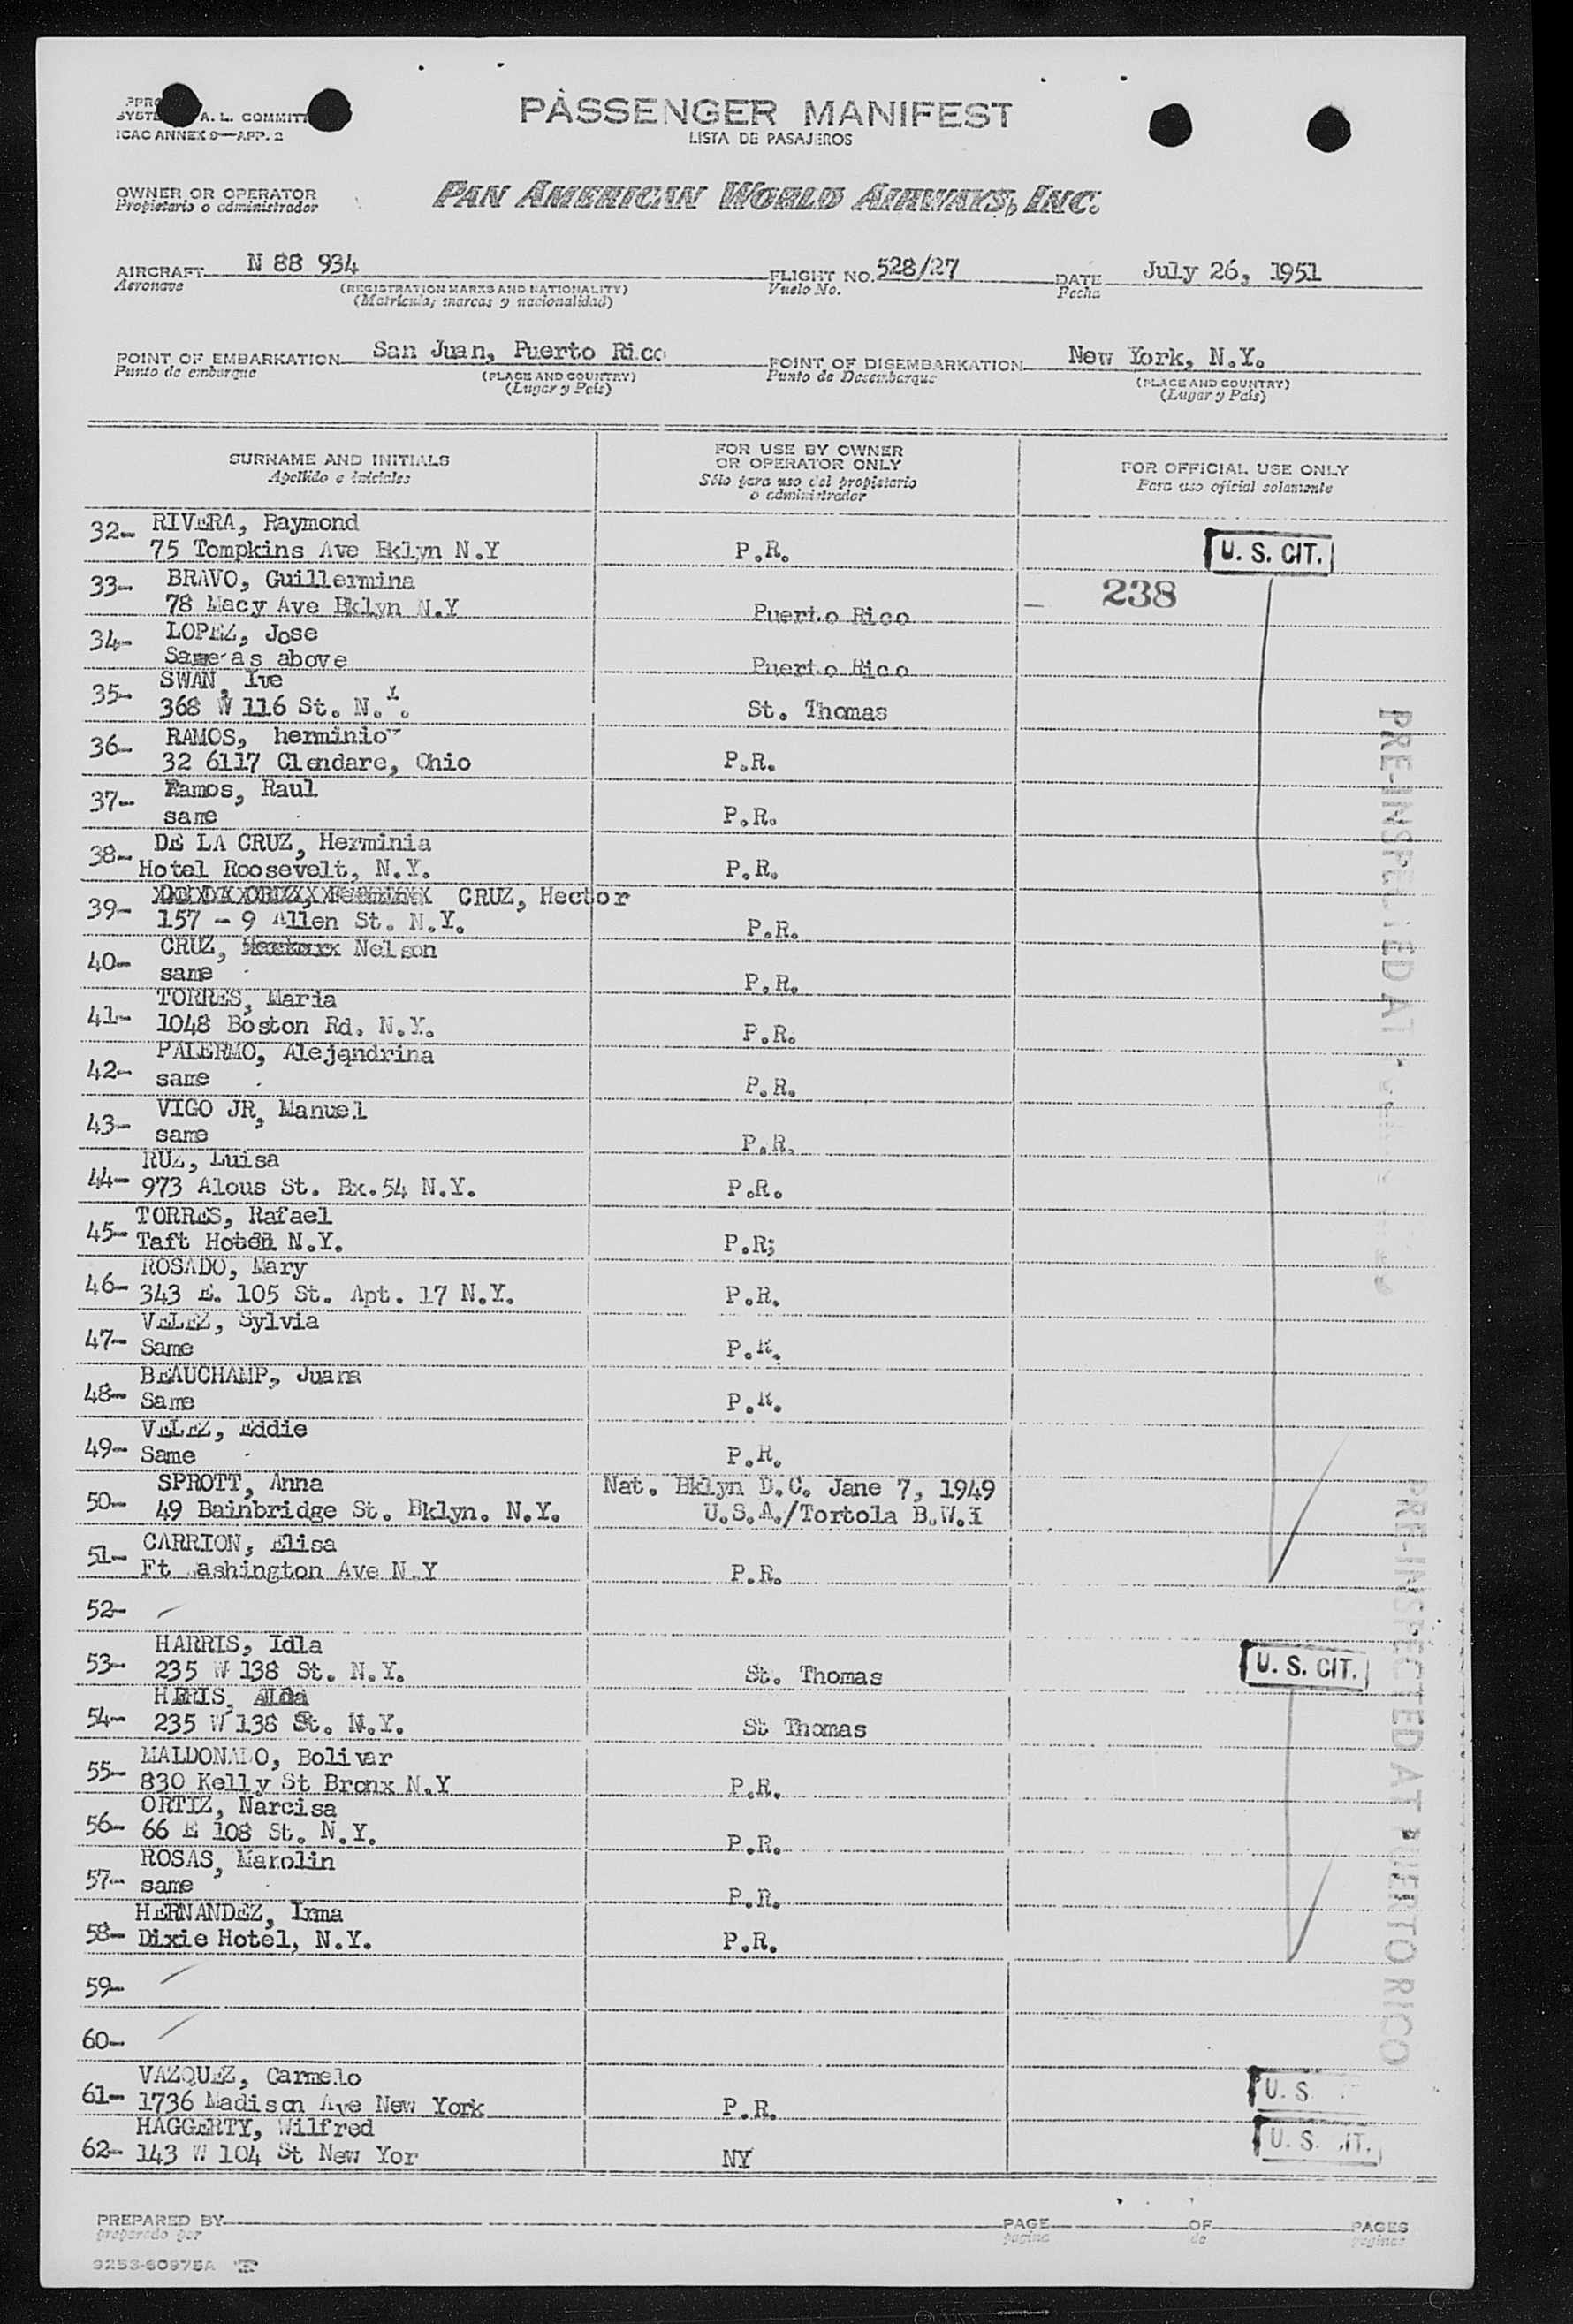 A. L. COMMITT
ICAO ANNEX 9—APP. 2
PASSENGER MANIFEST
LISTA DE PASAJEROS
OWNER OR OPERATOR
Propietario o administrador
PAN AMERICAN WORLD AIRWAYS, INC.
AIRCRAFT N 88 934 FLIGHT NO. 528/27 DATE July 26, 1951
Aeronave (REGISTRATION MARKS AND NATIONALITY) Vuelo No. Fecha
(Matricula, marcas y nacionalidad)
POINT OF EMBARKATION San Juan, Puerto Rico POINT OF DISEMBARKATION New York, N.Y.
Punto de embarque (PLACE AND COUNTRY) Punto de Desembarque (PLACE AND COUNTRY)
(Lugar y País) (Lugar y País)
SURNAME AND INITIALS
Apellido e iniciales
FOR USE BY OWNER
OR OPERATOR ONLY
Sólo para uso del propietario
o administrador
FOR OFFICIAL USE ONLY
Para uso oficial solamente
32- RIVERA, Raymond
75 Tompkins Ave Bklyn N.Y P.R. U. S. CIT.
33- BRAVO, Guillermina 238
78 Macy Ave Bklyn N.Y Puerto Rico
34- LOPEZ, Jose
Same as above Puerto Rico
35- SWAN, Ive
368 W 116 St. N.Y. St. Thomas
36- RAMOS, herminio
32 6117 Clendare, Ohio P.R.
37- Ramos, Raul
same P.R.
38- DE LA CRUZ, Herminia
Hotel Roosevelt, N.Y. P.R.
39- CRUZ, Hector
157 - 9 Allen St. N.Y. P.R.
40- CRUZ, Nelson
same P.R.
41- TORRES, Maria
1048 Boston Rd. N.Y. P.R.
42- PALERMO, Alejandrina
same P.R.
43- VIGO JR, Manuel
same P.R.
44- RUZ, Luisa
973 Alous St. Bx.54 N.Y. P.R.
45- TORRES, Rafael
Taft Hotel N.Y. P.R;
46- ROSADO, Mary
343 E. 105 St. Apt. 17 N.Y. P.R.
47- VELEZ, Sylvia
Same P.R.
48- BEAUCHAMP, Juana
Same P.R.
49- VELEZ, Eddie
Same P.R.
50- SPROTT, Anna Nat. Bklyn D.C. Jane 7, 1949
49 Bainbridge St. Bklyn. N.Y. U.S.A./Tortola B.W.I
51- CARRION, Elisa
Ft ashington Ave N.Y P.R.
52-
53- HARRIS, Idla
235 W 138 St. N.Y. St. Thomas U. S. CIT.
54-
235 W 138 St. N.Y. St Thomas
55- MALDONADO, Bolivar
830 Kelly St Bronx N.Y P.R.
56- ORTIZ, Narcisa
66 E 108 St. N.Y. P.R.
57- ROSAS, Marolin
same P.R.
58- HERNANDEZ, Irma
Dixie Hotel, N.Y. P.R.
59-
60-
61- VAZQUEZ, Carmelo
1736 Madison Ave New York P.R. U. S.
62- HAGGERTY, Wilfred
143 W 104 St New Yor NY U. S. CIT.
PRE-INSPECTED AT
PRE-INSPECTED AT PUERTO RICO
PREPARED BY PAGE OF PAGES
preparado por pagina de paginas
9253-60975A